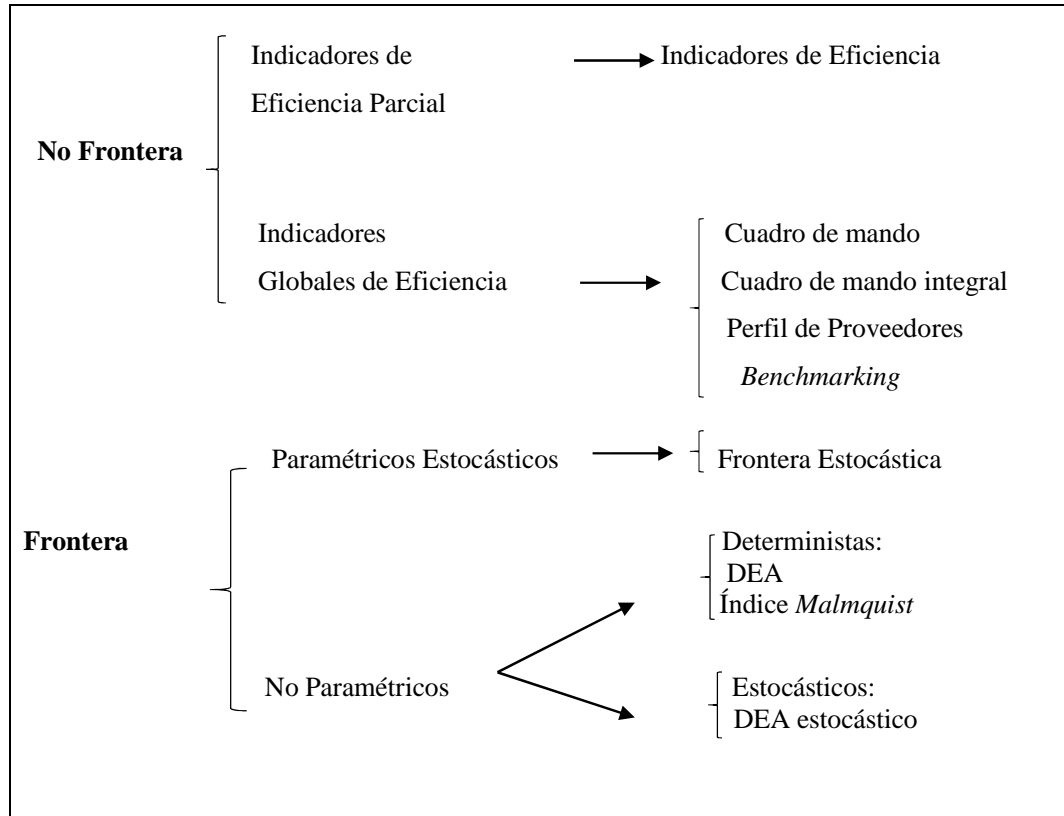 Indicadores de
Eficiencia Parcial
Indicadores de Eficiencia
No Frontera
Indicadores
Globales de Eficiencia
Cuadro de mando
Cuadro de mando integral
Perfil de Proveedores
Benchmarking
Paramétricos Estocásticos
Frontera Estocástica
Frontera
Deterministas:
DEA
Índice Malmquist
No Paramétricos
Estocásticos:
DEA estocástico